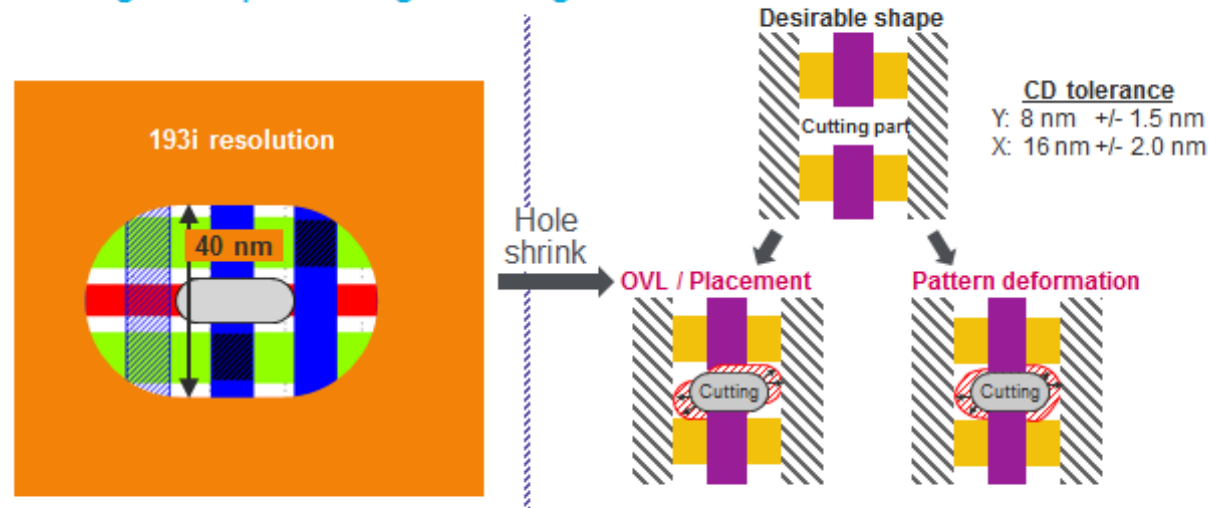 Desirable shape
193i resolution
40 nm
Hole
shrink
Cutting part
CD tolerance
Y: 8 nm +/- 1.5 nm
X: 16 nm +/- 2.0 nm
OVL / Placement
Pattern deformation
Cutting
Cutting